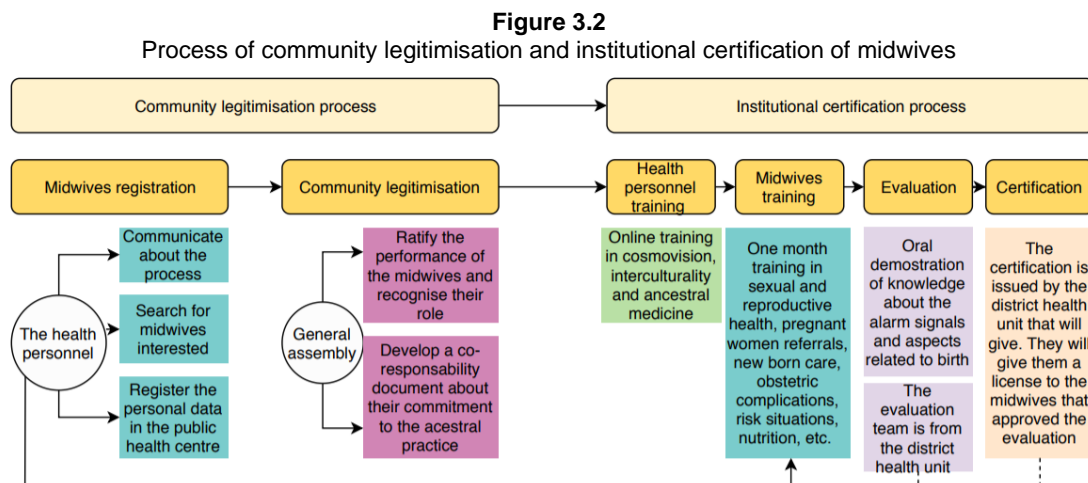 Figure 3.2
Process of community legitimisation and institutional certification of midwives
Community legitimisation process
Institutional certification process
Midwives registration
Community legitimisation
Health
personnel
training
Midwives
training
Evaluation
Certification
The health
personnel
Communicate
about the
process
Search for
midwives
interested
Register the
personal data
in the public
health centre
General
assembly
Ratify the
performance of
the midwives and
recognise their
role
Develop a co-
responsability
document about
their commitment
to the acestral
practice
Online training
in cosmovision,
interculturality
and ancestral
medicine
One month
training in
sexual and
reproductive
health, pregnant
women referrals,
new born care,
obstetric
complications,
risk situations,
nutrition, etc.
Oral
demostration
of knowledge
about the
alarm signals
and aspects
related to birth
The
evaluation
team is from
the district
health unit
The
certification is
issued by the
district health
unit that will
give. They will
give them a
license to the
midwives that
approved the
evaluation